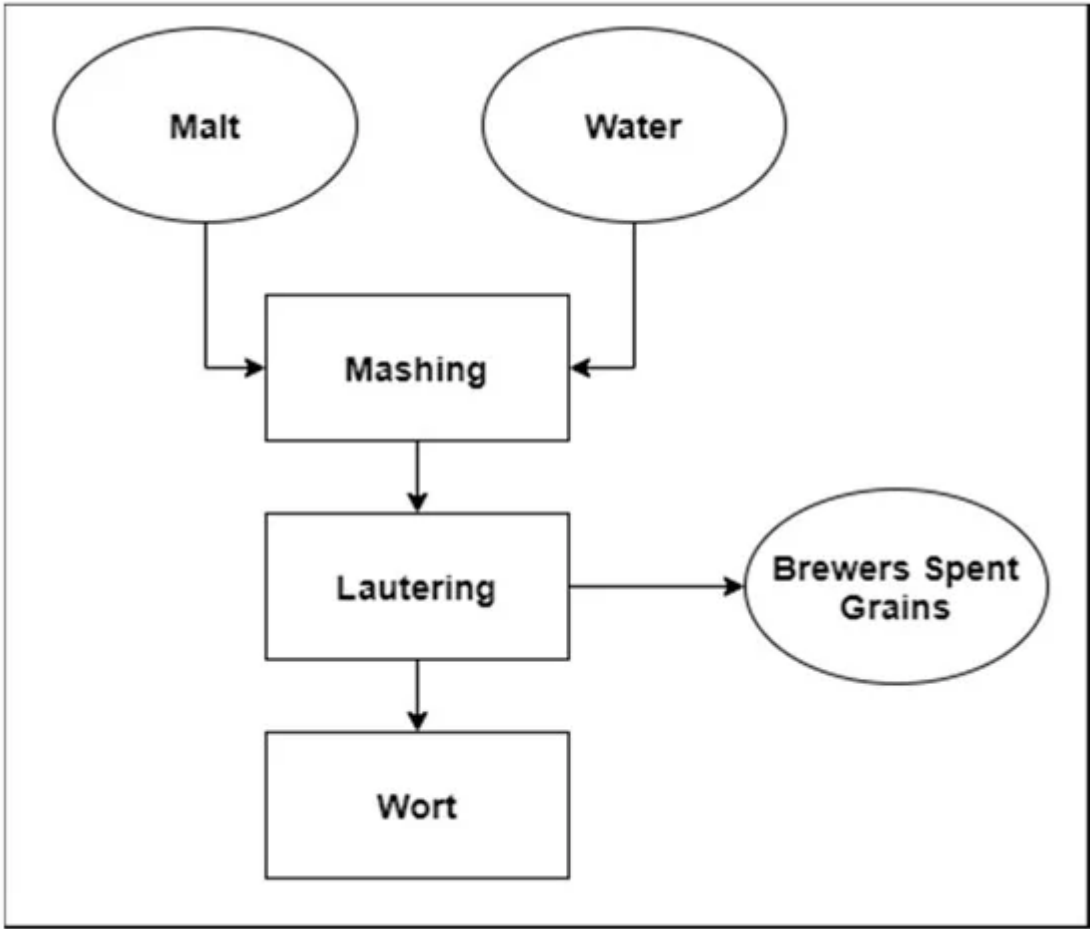 Malt
Water
Mashing
Lautering
Brewers Spent
Grains
Wort